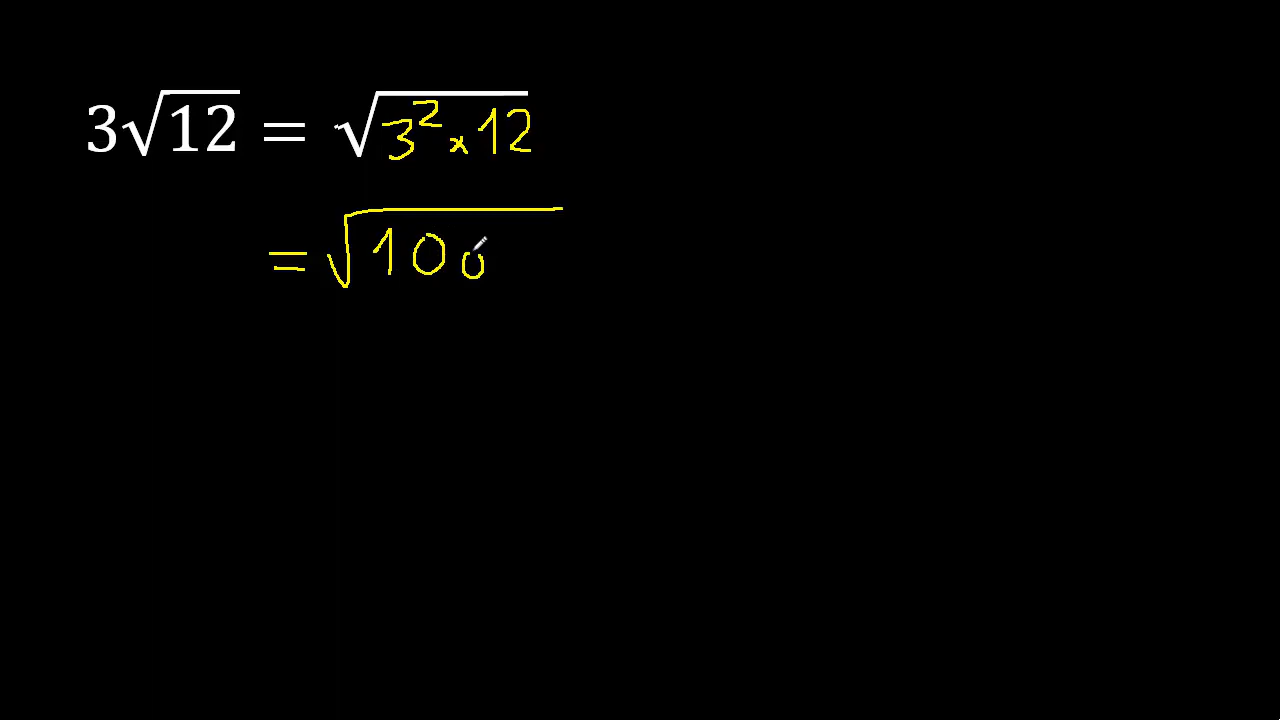 3√12 = √3² × 12
= √100